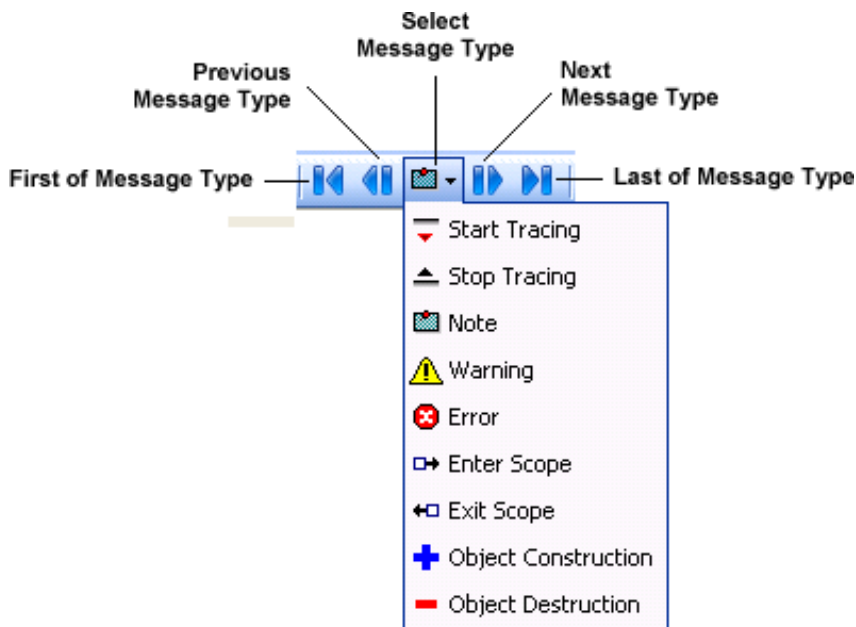 Select
Message Type
Previous
Message Type
Next
Message Type
First of Message Type
Last of Message Type
Start Tracing
Stop Tracing
Note
Warning
Error
Enter Scope
Exit Scope
Object Construction
Object Destruction